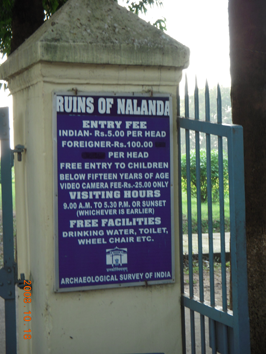 RUINS OF NALANDA
ENTRY FEE
INDIAN- Rs.5.00 PER HEAD
FOREIGNER-Rs.100.00
PER HEAD
FREE ENTRY TO CHILDREN
BELOW FIFTEEN YEARS OF AGE
VIDEO CAMERA FEE-Rs-25.00 ONLY
VISITING HOURS
9.00 A.M. TO 5.30 P.M. OR SUNSET
(WHICHEVER IS EARLIER)
FREE FACILITIES
DRINKING WATER, TOILET,
WHEEL CHAIR ETC.
ARCHAEOLOGICAL SURVEY OF INDIA